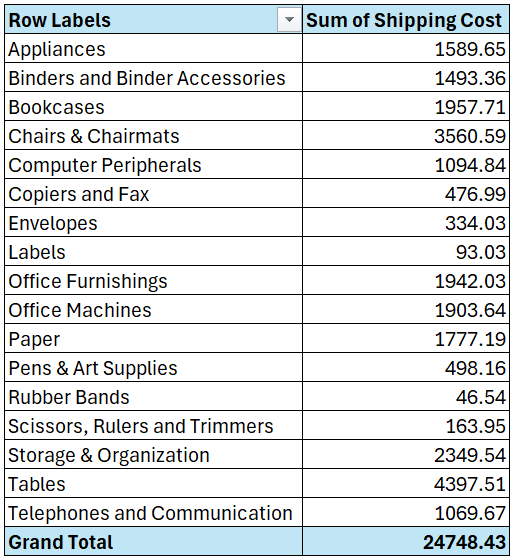 Row Labels Sum of Shipping Cost
Appliances 1589.65
Binders and Binder Accessories 1493.36
Bookcases 1957.71
Chairs & Chairmats 3560.59
Computer Peripherals 1094.84
Copiers and Fax 476.99
Envelopes 334.03
Labels 93.03
Office Furnishings 1942.03
Office Machines 1903.64
Paper 1777.19
Pens & Art Supplies 498.16
Rubber Bands 46.54
Scissors, Rulers and Trimmers 163.95
Storage & Organization 2349.54
Tables 4397.51
Telephones and Communication 1069.67
Grand Total 24748.43